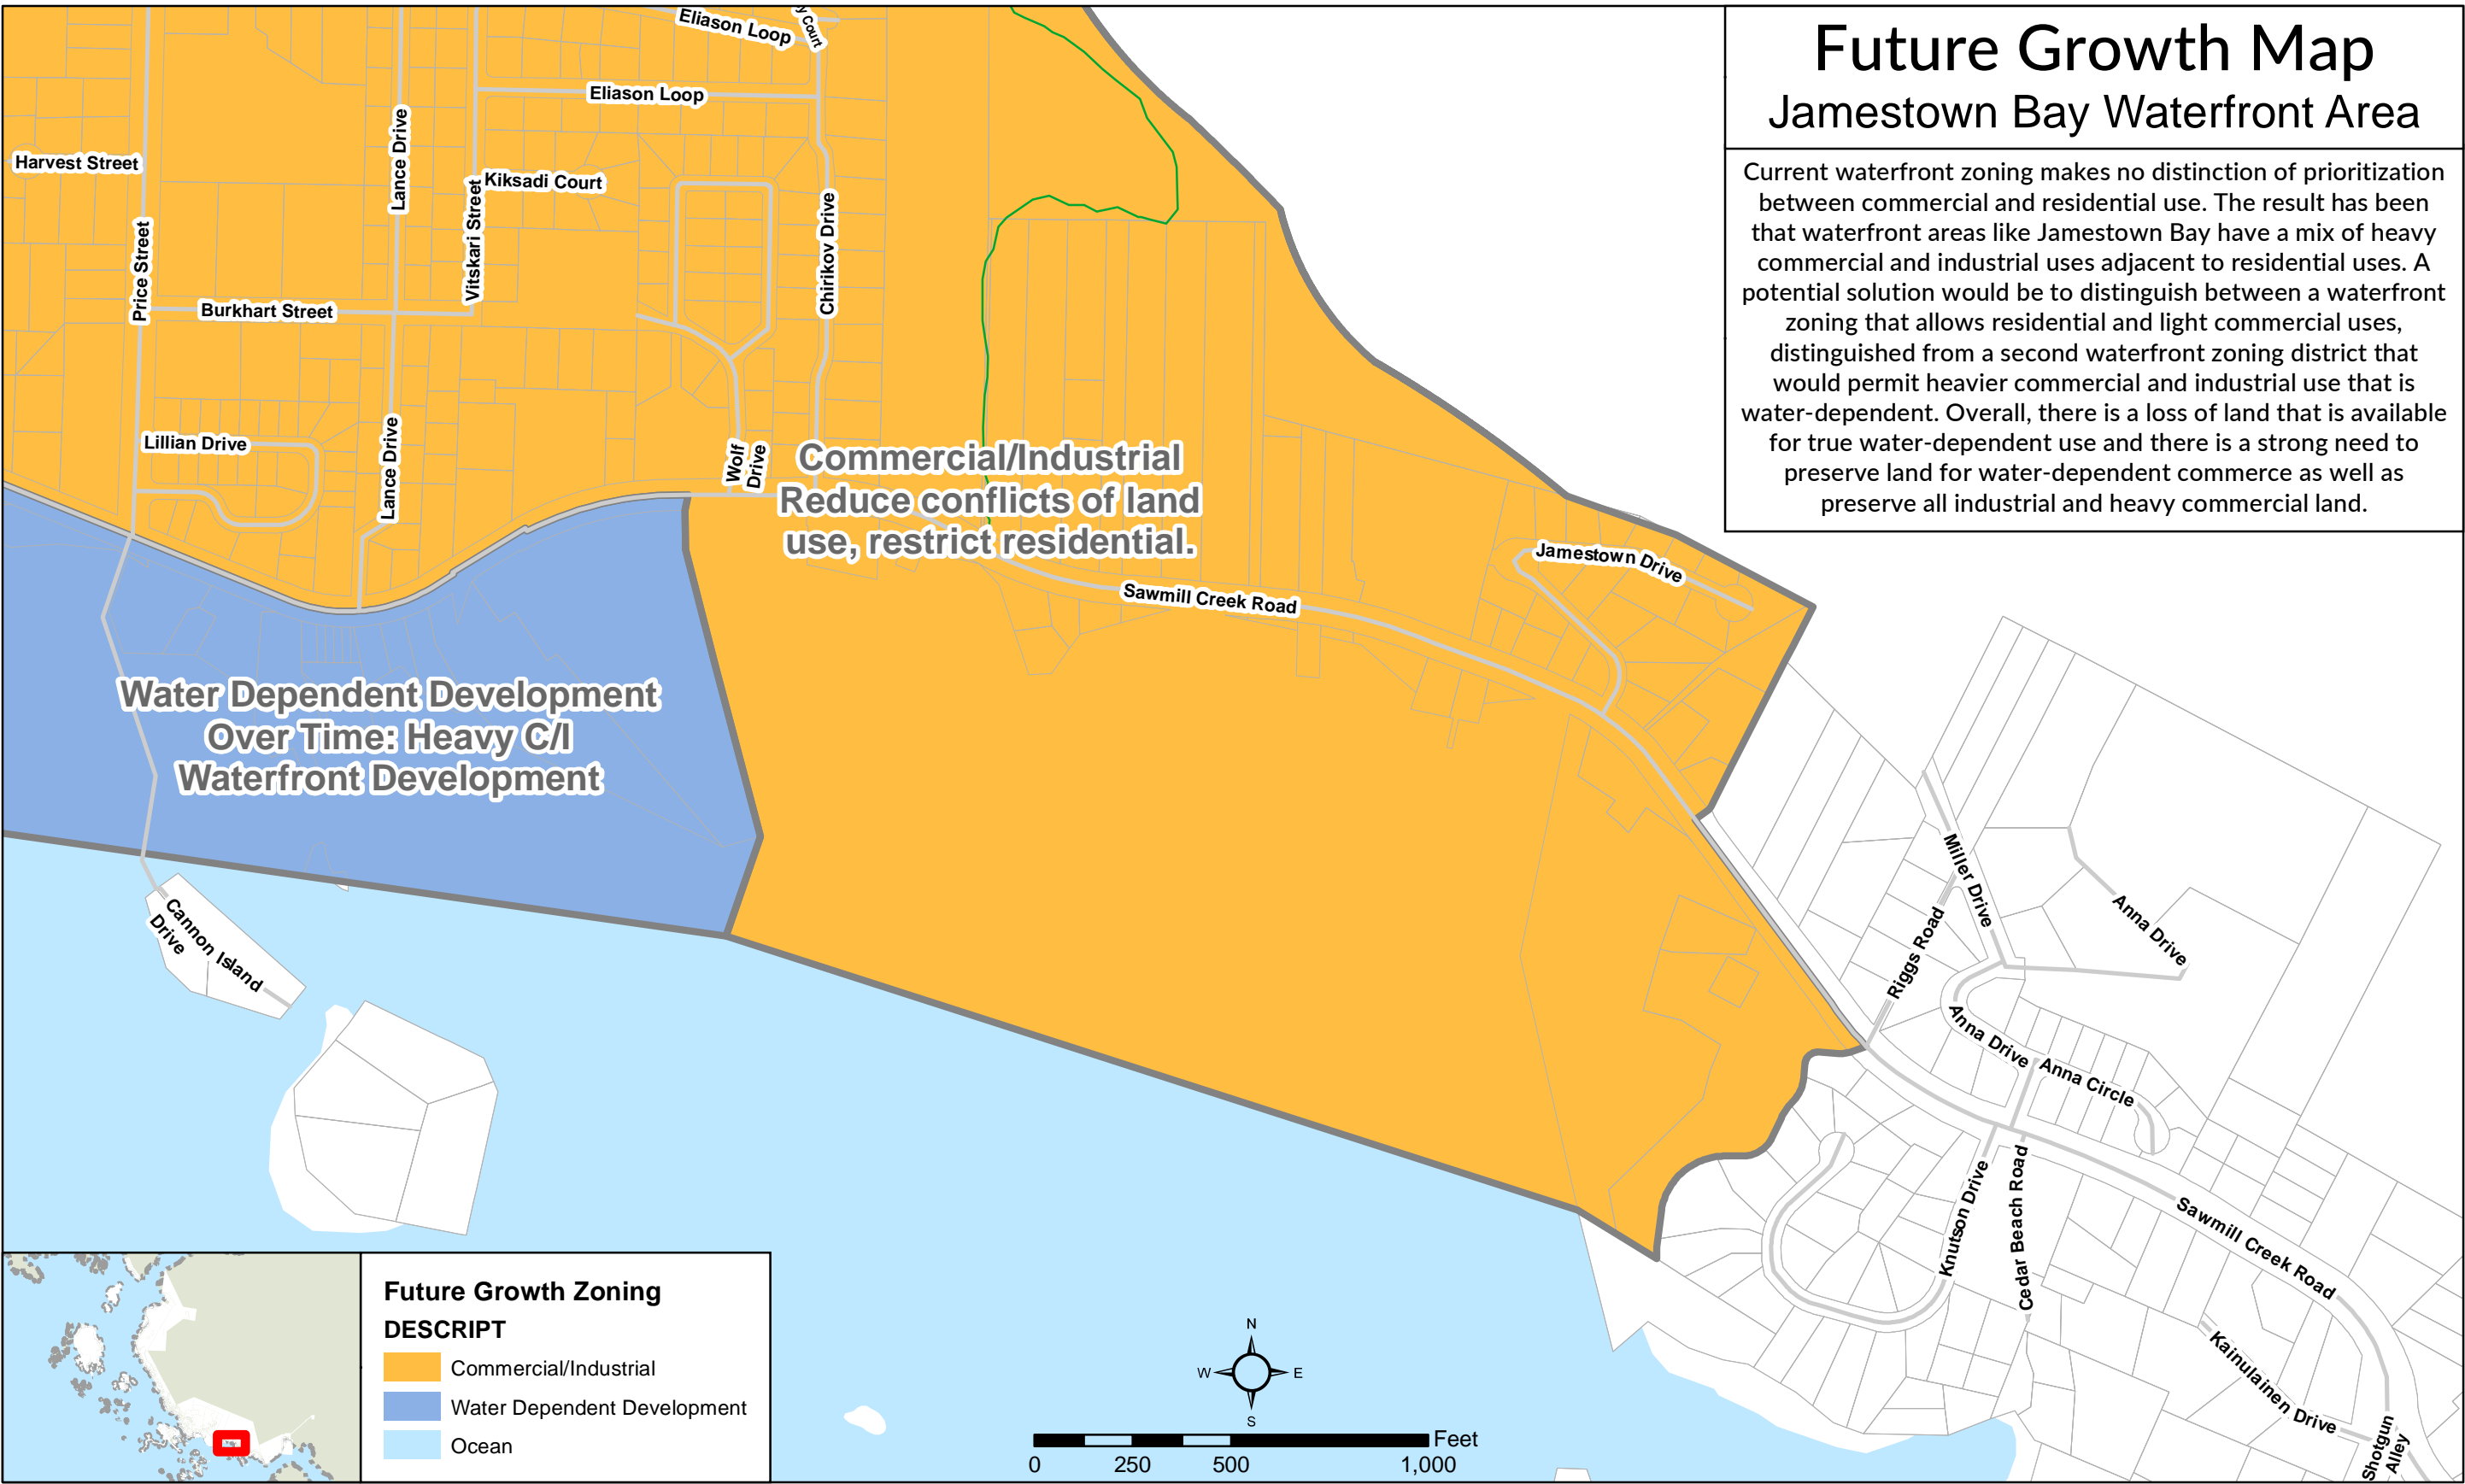 Future Growth Map
Jamestown Bay Waterfront Area
Current waterfront zoning makes no distinction of prioritization
between commercial and residential use. The result has been
that waterfront areas like Jamestown Bay have a mix of heavy
commercial and industrial uses adjacent to residential uses. A
potential solution would be to distinguish between a waterfront
zoning that allows residential and light commercial uses,
distinguished from a second waterfront zoning district that
would permit heavier commercial and industrial use that is
water-dependent. Overall, there is a loss of land that is available
for true water-dependent use and there is a strong need to
preserve land for water-dependent commerce as well as
preserve all industrial and heavy commercial land.
Eliason Loop
Court
Eliason Loop
Harvest Street
Lance Drive
Kiksadi Court
Vitskari Street
Price Street
Chirikov Drive
Burkhart Street
Lillian Drive
Lance Drive
Wolf
Drive
Commercial/Industrial
Reduce conflicts of land
use, restrict residential.
Jamestown Drive
Sawmill Creek Road
Water Dependent Development
Over Time: Heavy C/I
Waterfront Development
Cannon Island
Drive
Miller Drive
Riggs Road
Anna Drive
Anna Drive
Anna Circle
Knutson Drive
Cedar Beach Road
Sawmill Creek Road
Kainulainen Drive
Shotgun
Alley
Future Growth Zoning
DESCRIPT
Commercial/Industrial
Water Dependent Development
Ocean
N
W
E
S
Feet
0
250
500
1,000